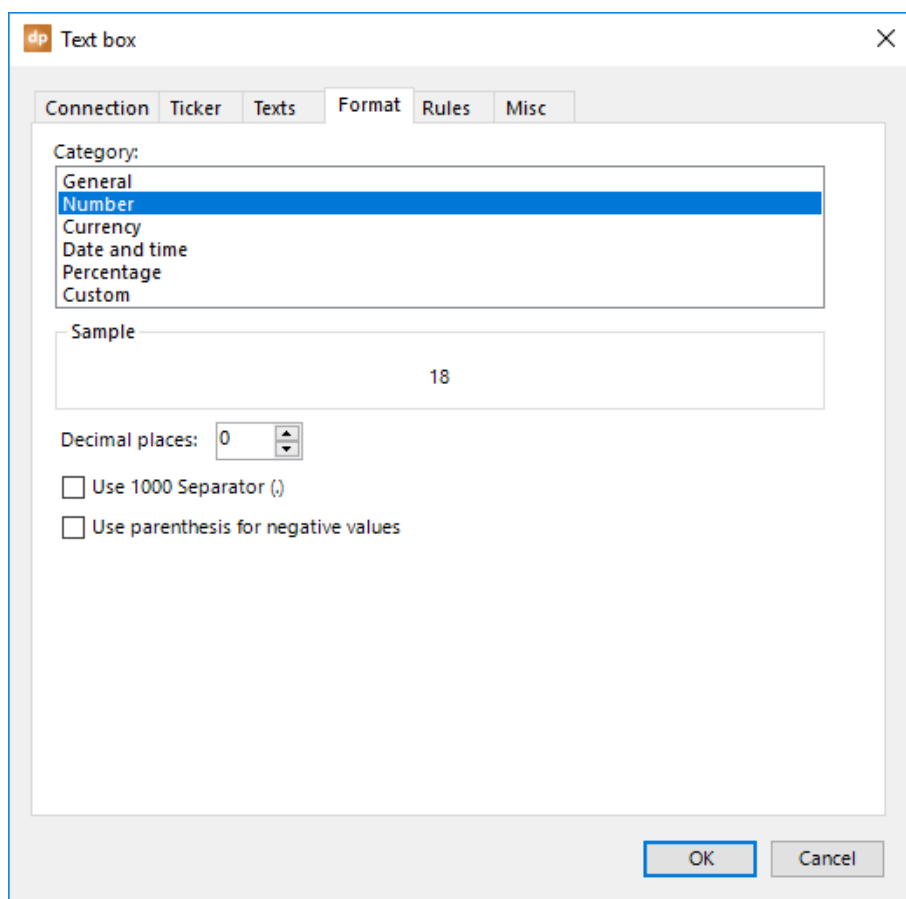 dp Text box
Connection Ticker Texts Format Rules Misc
Category:
General
Number
Currency
Date and time
Percentage
Custom
Sample
18
Decimal places: 0
Use 1000 Separator (.)
Use parenthesis for negative values
OK Cancel